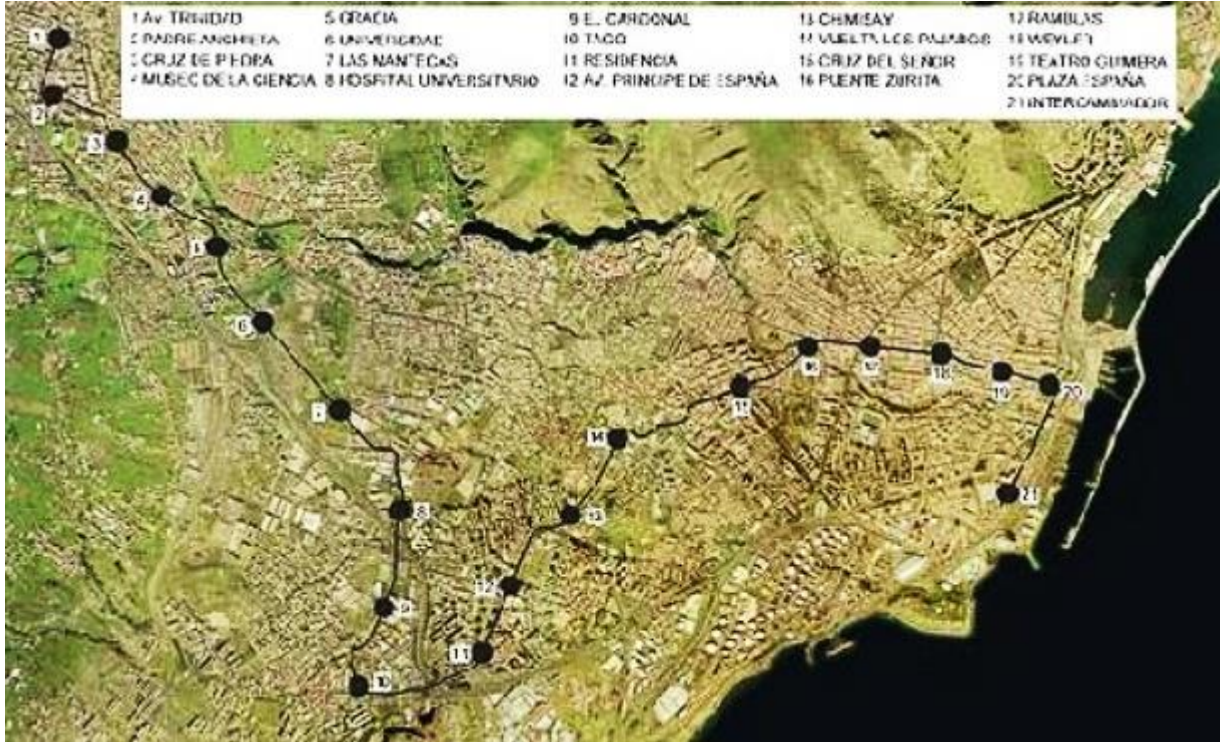 1 Av. TRINIDAD
2 PADRE ANCHIETA
3 CRUZ DE PIEDRA
4 MUSEO DE LA CIENCIA
5 GRACIA
6 UNIVERSIDAD
7 LAS MANTECAS
8 HOSPITAL UNIVERSITARIO
9 EL CARDONAL
10 TACO
11 RESIDENCIA
12 AV. PRINCIPE DE ESPAÑA
13 CHIMISAY
14 VUELTA LOS PAJAROS
15 CRUZ DEL SEÑOR
16 PUENTE ZURITA
17 RAMBLAS
18 WEYLER
19 TEATRO GUIMERA
20 PLAZA ESPAÑA
21 INTERCAMBIADOR
1
2
3
4
5
6
7
8
9
10
11
12
13
14
15
16
17
18
19
20
21